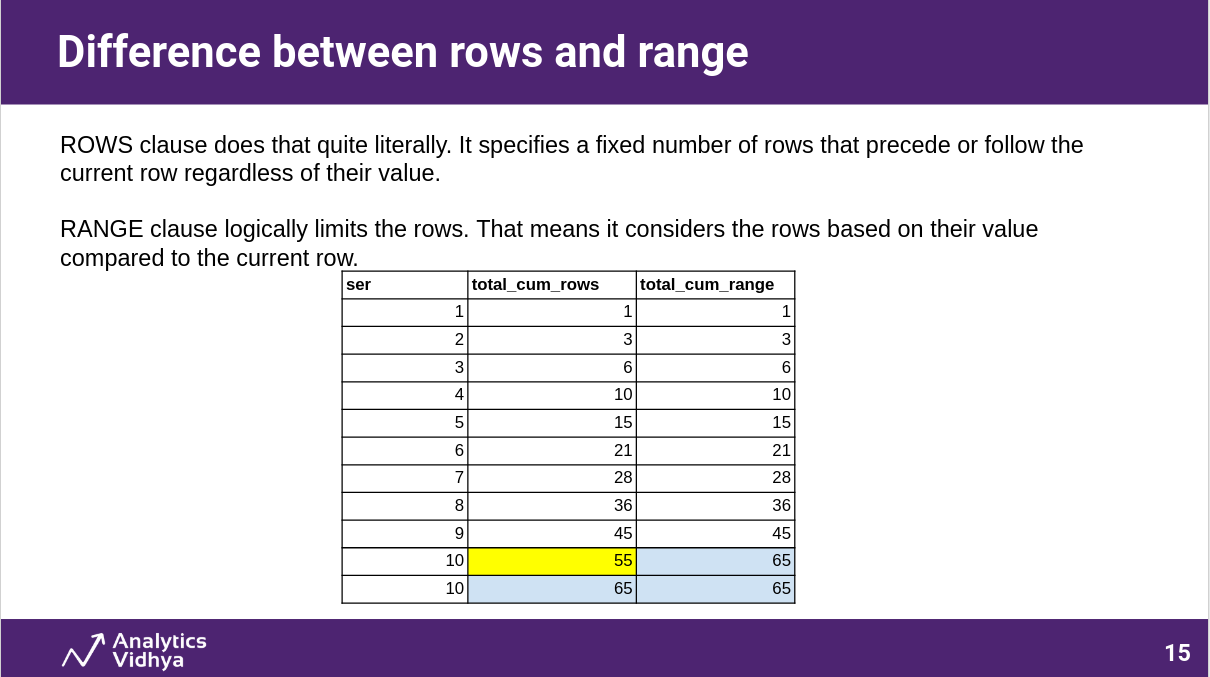 Difference between rows and range
ROWS clause does that quite literally. It specifies a fixed number of rows that precede or follow the
current row regardless of their value.
RANGE clause logically limits the rows. That means it considers the rows based on their value
compared to the current row.
ser total_cum_rows total_cum_range
1 1 1
2 3 3
3 6 6
4 10 10
5 15 15
6 21 21
7 28 28
8 36 36
9 45 45
10 55 65
10 65 65
Analytics
Vidhya
15